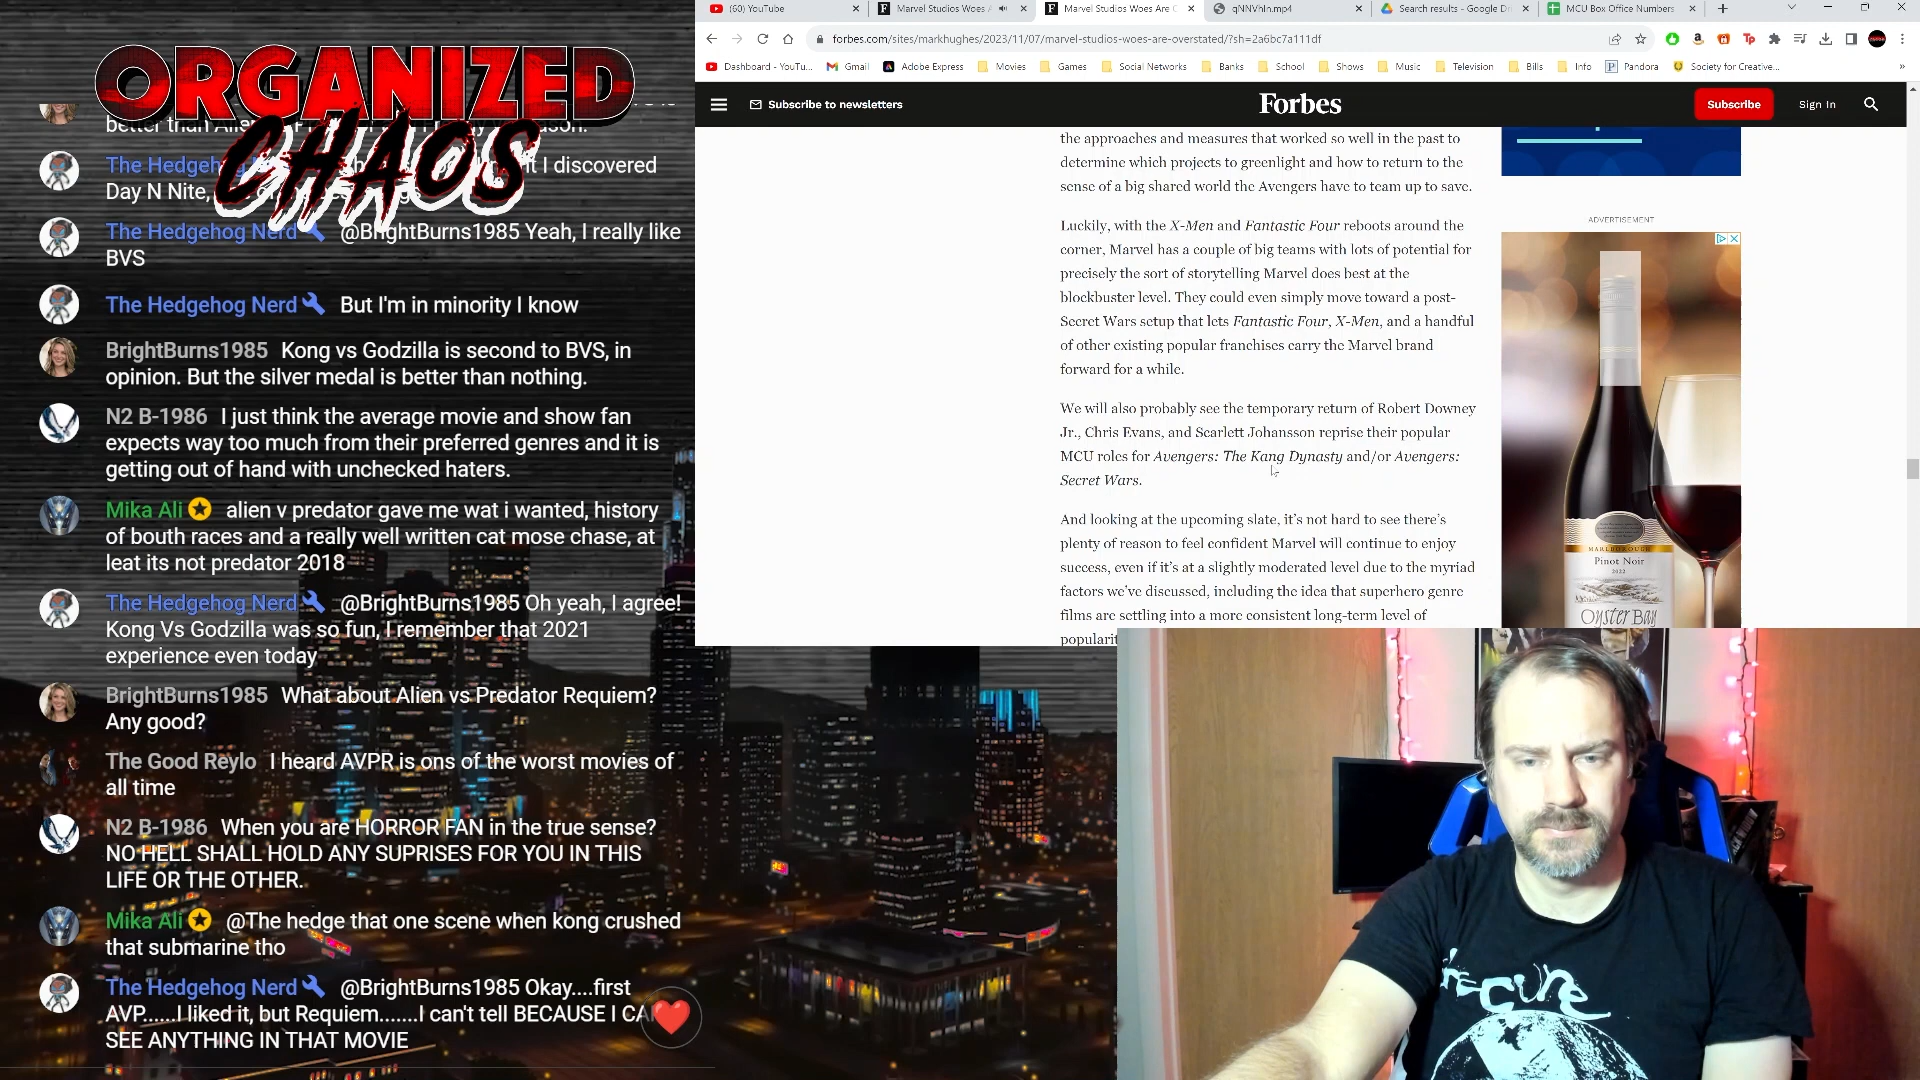 ORGANIZED
CHAOS
The Hedgehog
I discovered
Day N Nite,
The Hedgehog Nerd @BrightBurns1985 Yeah, I really like
BVS
The Hedgehog Nerd But I'm in minority I know
BrightBurns1985 Kong vs Godzilla is second to BVS, in
opinion. But the silver medal is better than nothing.
N2 B-1986 I just think the average movie and show fan
expects way too much from their preferred genres and it is
getting out of hand with unchecked haters.
Mika Ali alien v predator gave me wat i wanted, history
of bouth races and a really well written cat mose chase, at
leat its not predator 2018
The Hedgehog Nerd @BrightBurns1985 Oh yeah, I agree!
Kong Vs Godzilla was so fun, I remember that 2021
experience even today
BrightBurns1985 What about Alien vs Predator Requiem?
Any good?
The Good Reylo I heard AVPR is ons of the worst movies of
all time
N2 B-1986 When you are HORROR FAN in the true sense?
NO HELL SHALL HOLD ANY SUPRISES FOR YOU IN THIS
LIFE OR THE OTHER.
Mika Ali @The hedge that one scene when kong crushed
that submarine tho
The Hedgehog Nerd @BrightBurns1985 Okay....first
AVP......I liked it, but Requiem.......I can't tell BECAUSE I CA
SEE ANYTHING IN THAT MOVIE
(60) YouTube
Marvel Studios Woes A
Marvel Studios Woes Are O
qNNVhIn.mp4
Search results - Google Dr
MCU Box Office Numbers
forbes.com/sites/markhughes/2023/11/07/marvel-studios-woes-are-overstated/?sh=2a6bc7a111df
Dashboard - YouTu...
Gmail
Adobe Express
Movies
Games
Social Networks
Banks
School
Shows
Music
Television
Bills
Info
Pandora
Society for Creative...
Subscribe to newsletters
Forbes
Subscribe
Sign In
the approaches and measures that worked so well in the past to
determine which projects to greenlight and how to return to the
sense of a big shared world the Avengers have to team up to save.
Luckily, with the X-Men and Fantastic Four reboots around the
corner, Marvel has a couple of big teams with lots of potential for
precisely the sort of storytelling Marvel does best at the
blockbuster level. They could even simply move toward a post-
Secret Wars setup that lets Fantastic Four, X-Men, and a handful
of other existing popular franchises carry the Marvel brand
forward for a while.
We will also probably see the temporary return of Robert Downey
Jr., Chris Evans, and Scarlett Johansson reprise their popular
MCU roles for Avengers: The Kang Dynasty and/or Avengers:
Secret Wars.
And looking at the upcoming slate, it's not hard to see there's
plenty of reason to feel confident Marvel will continue to enjoy
success, even if it's at a slightly moderated level due to the myriad
factors we've discussed, including the idea that superhero genre
films are settling into a more consistent long-term level of
popularit
ADVERTISEMENT
MARLBOROUGH
Pinot Noir
2022
OYSTER BAY
THE CURE